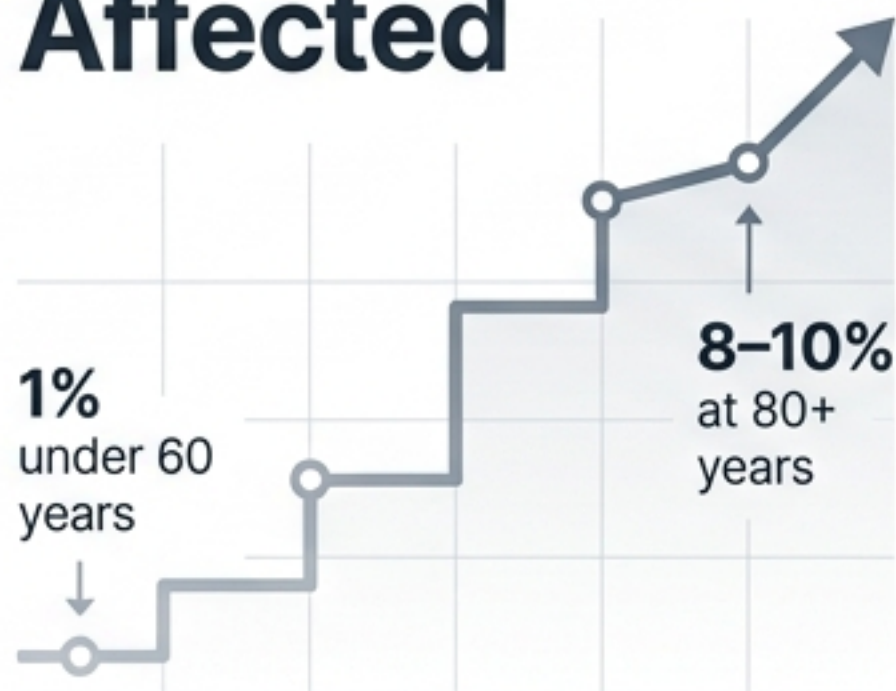 Affected
1%
under 60
years
8–10%
at 80+
years